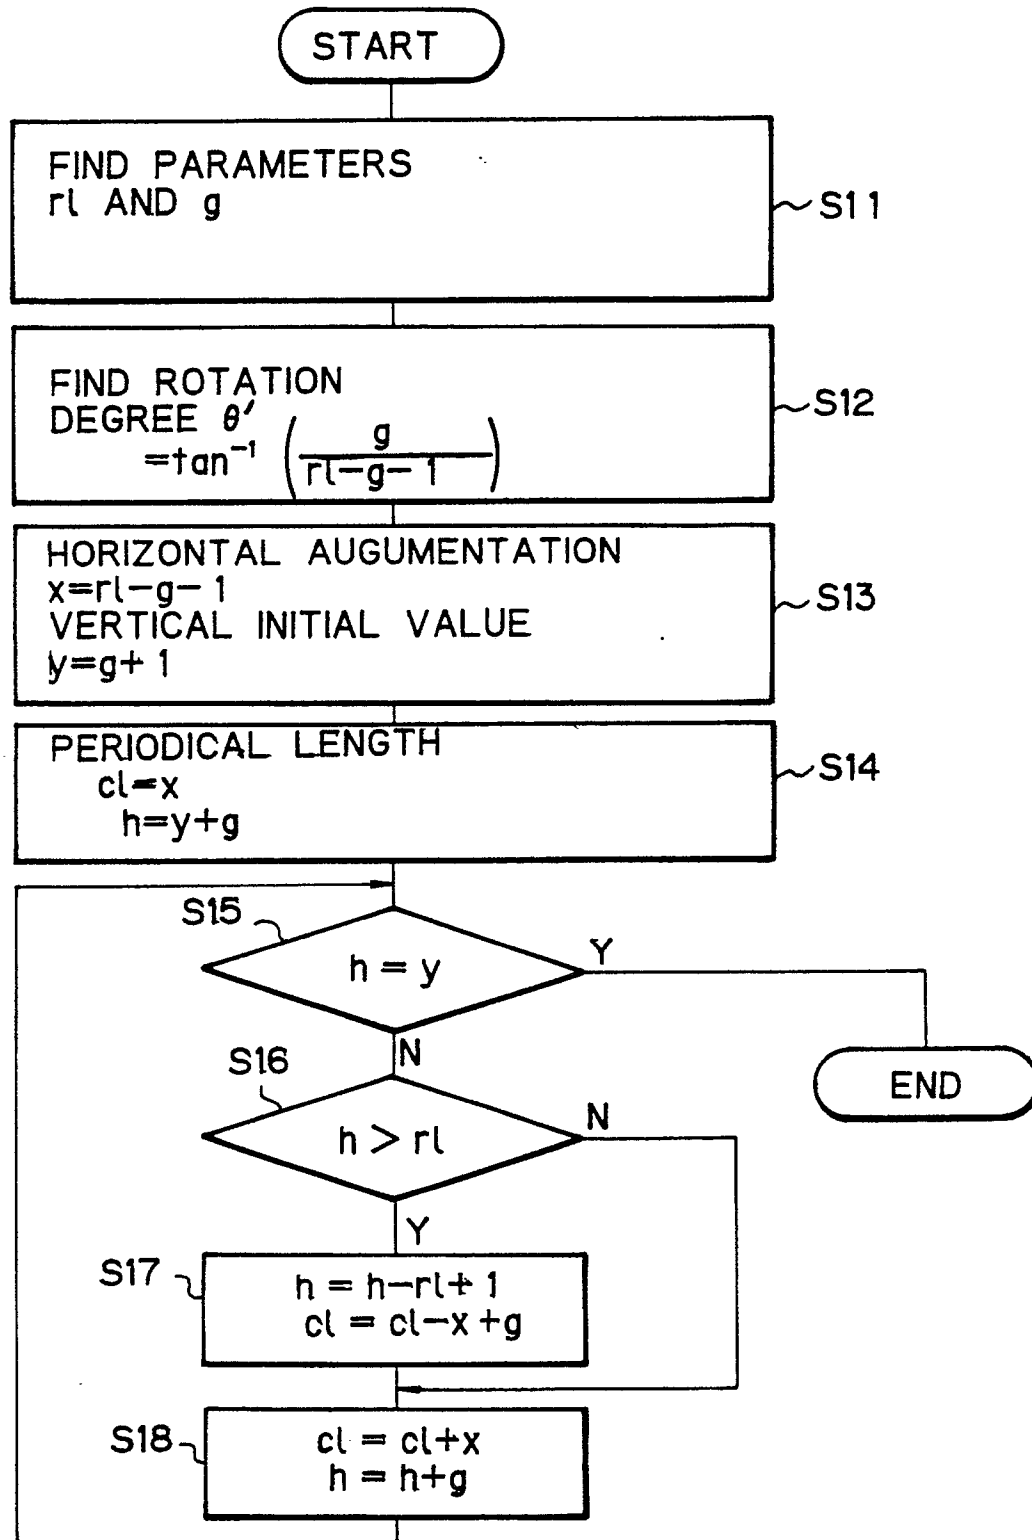 START
FIND PARAMETERS
rl AND g
S11
FIND ROTATION
DEGREE θ'
=tan⁻¹ (g / rl-g-1)
S12
HORIZONTAL AUGUMENTATION
x=rl-g-1
VERTICAL INITIAL VALUE
y=g+1
S13
PERIODICAL LENGTH
cl=x
h=y+g
S14
S15
h = y
Y
N
END
S16
h > rl
N
Y
S17
h = h-rl+1
cl = cl-x+g
S18
cl = cl+x
h = h+g